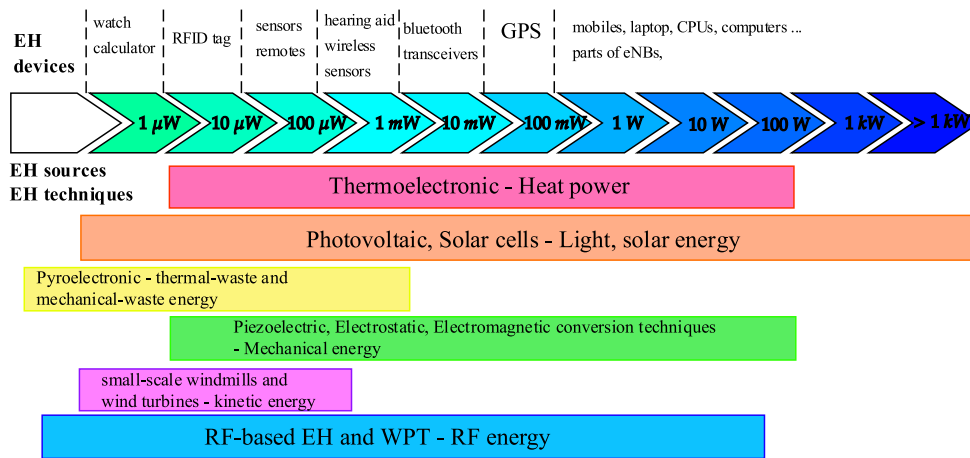 EH
devices
watch
calculator
RFID tag
sensors
remotes
hearing aid
wireless
sensors
bluetooth
transceivers
GPS
mobiles, laptop, CPUs, computers ...
parts of eNBs,
1 μW
10 μW
100 μW
1 mW
10 mW
100 mW
1 W
10 W
100 W
1 kW
> 1 kW
EH sources
EH techniques
Thermoelectronic - Heat power
Photovoltaic, Solar cells - Light, solar energy
Pyroelectronic - thermal-waste and
mechanical-waste energy
Piezoelectric, Electrostatic, Electromagnetic conversion techniques
- Mechanical energy
small-scale windmills and
wind turbines - kinetic energy
RF-based EH and WPT - RF energy